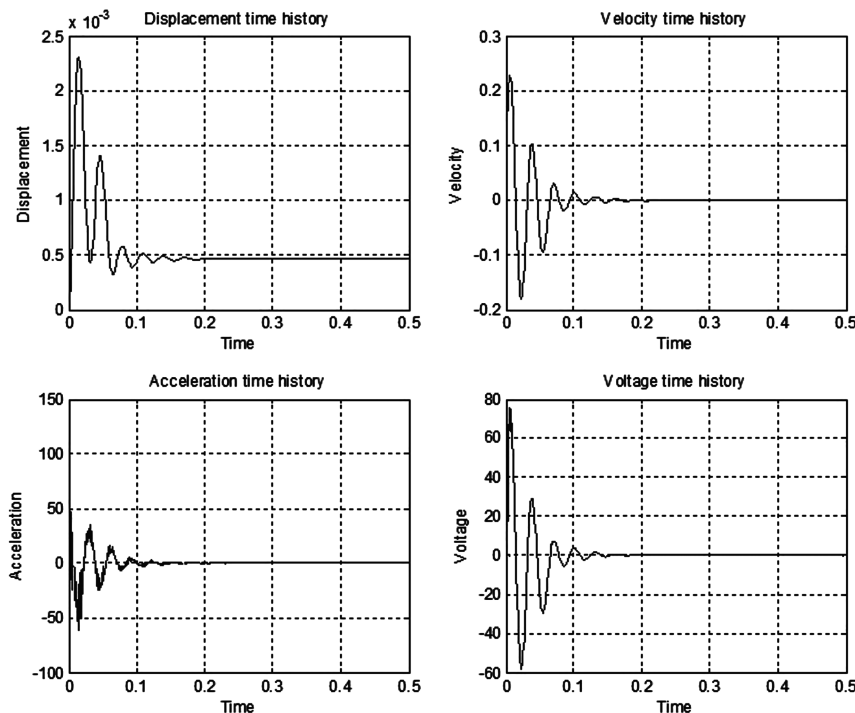 Displacement time history
x 10-3
2.5
2
1.5
1
0.5
0
Displacement
0 0.1 0.2 0.3 0.4 0.5
Time
Velocity time history
0.3
0.2
0.1
0
-0.1
-0.2
Velocity
0 0.1 0.2 0.3 0.4 0.5
Time
Acceleration time history
150
100
50
0
-50
-100
Acceleration
0 0.1 0.2 0.3 0.4 0.5
Time
Voltage time history
80
60
40
20
0
-20
-40
-60
Voltage
0 0.1 0.2 0.3 0.4 0.5
Time